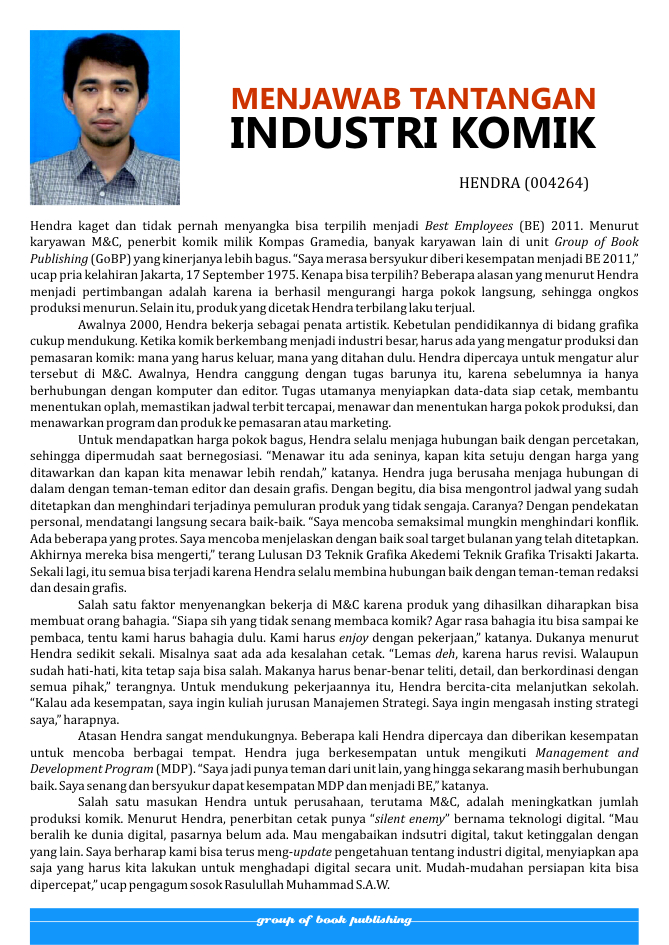 MENJAWAB TANTANGAN
INDUSTRI KOMIK
HENDRA (004264)
Hendra kaget dan tidak pernah menyangka bisa terpilih menjadi Best Employees (BE) 2011. Menurut
karyawan M&C, penerbit komik milik Kompas Gramedia, banyak karyawan lain di unit Group of Book
Publishing (GoBP) yang kinerjanya lebih bagus. “Saya merasa bersyukur diberi kesempatan menjadi BE 2011,”
ucap pria kelahiran Jakarta, 17 September 1975. Kenapa bisa terpilih? Beberapa alasan yang menurut Hendra
menjadi pertimbangan adalah karena ia berhasil mengurangi harga pokok langsung, sehingga ongkos
produksi menurun. Selain itu, produk yang dicetak Hendra terbilang laku terjual.
Awalnya 2000, Hendra bekerja sebagai penata artistik. Kebetulan pendidikannya di bidang grafika
cukup mendukung. Ketika komik berkembang menjadi industri besar, harus ada yang mengatur produksi dan
pemasaran komik: mana yang harus keluar, mana yang ditahan dulu. Hendra dipercaya untuk mengatur alur
tersebut di M&C. Awalnya, Hendra canggung dengan tugas barunya itu, karena sebelumnya ia hanya
berhubungan dengan komputer dan editor. Tugas utamanya menyiapkan data-data siap cetak, membantu
menentukan oplah, memastikan jadwal terbit tercapai, menawar dan menentukan harga pokok produksi, dan
menawarkan program dan produk ke pemasaran atau marketing.
Untuk mendapatkan harga pokok bagus, Hendra selalu menjaga hubungan baik dengan percetakan,
sehingga dipermudah saat bernegosiasi. “Menawar itu ada seninya, kapan kita setuju dengan harga yang
ditawarkan dan kapan kita menawar lebih rendah,” katanya. Hendra juga berusaha menjaga hubungan di
dalam dengan teman-teman editor dan desain grafis. Dengan begitu, dia bisa mengontrol jadwal yang sudah
ditetapkan dan menghindari terjadinya pemuluran produk yang tidak sengaja. Caranya? Dengan pendekatan
personal, mendatangi langsung secara baik-baik. “Saya mencoba semaksimal mungkin menghindari konflik.
Ada beberapa yang protes. Saya mencoba menjelaskan dengan baik soal target bulanan yang telah ditetapkan.
Akhirnya mereka bisa mengerti,” terang Lulusan D3 Teknik Grafika Akedemi Teknik Grafika Trisakti Jakarta.
Sekali lagi, itu semua bisa terjadi karena Hendra selalu membina hubungan baik dengan teman-teman redaksi
dan desain grafis.
Salah satu faktor menyenangkan bekerja di M&C karena produk yang dihasilkan diharapkan bisa
membuat orang bahagia. “Siapa sih yang tidak senang membaca komik? Agar rasa bahagia itu bisa sampai ke
pembaca, tentu kami harus bahagia dulu. Kami harus enjoy dengan pekerjaan,” katanya. Dukanya menurut
Hendra sedikit sekali. Misalnya saat ada ada kesalahan cetak. “Lemas deh, karena harus revisi. Walaupun
sudah hati-hati, kita tetap saja bisa salah. Makanya harus benar-benar teliti, detail, dan berkordinasi dengan
semua pihak,” terangnya. Untuk mendukung pekerjaannya itu, Hendra bercita-cita melanjutkan sekolah.
“Kalau ada kesempatan, saya ingin kuliah jurusan Manajemen Strategi. Saya ingin mengasah insting strategi
saya,” harapnya.
Atasan Hendra sangat mendukungnya. Beberapa kali Hendra dipercaya dan diberikan kesempatan
untuk mencoba berbagai tempat. Hendra juga berkesempatan untuk mengikuti Management and
Development Program (MDP). “Saya jadi punya teman dari unit lain, yang hingga sekarang masih berhubungan
baik. Saya senang dan bersyukur dapat kesempatan MDP dan menjadi BE,” katanya.
Salah satu masukan Hendra untuk perusahaan, terutama M&C, adalah meningkatkan jumlah
produksi komik. Menurut Hendra, penerbitan cetak punya “silent enemy” bernama teknologi digital. “Mau
beralih ke dunia digital, pasarnya belum ada. Mau mengabaikan indsutri digital, takut ketinggalan dengan
yang lain. Saya berharap kami bisa terus meng-update pengetahuan tentang industri digital, menyiapkan apa
saja yang harus kita lakukan untuk menghadapi digital secara unit. Mudah-mudahan persiapan kita bisa
dipercepat,” ucap pengagum sosok Rasulullah Muhammad S.A.W.
group of book publishing